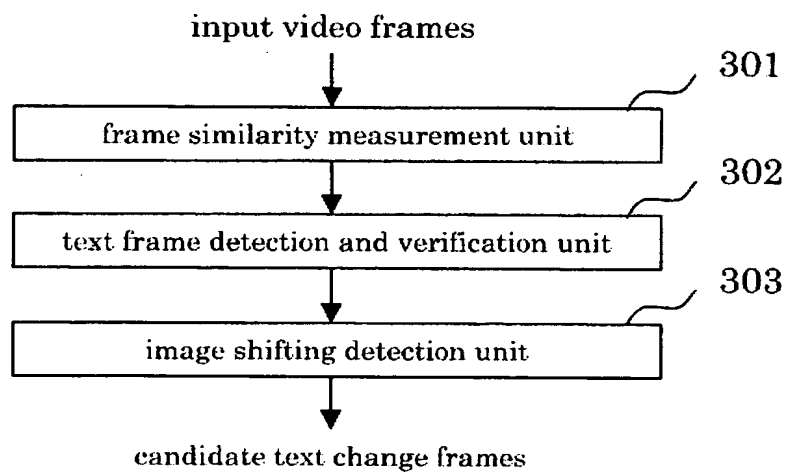 input video frames
301
frame similarity measurement unit
302
text frame detection and verification unit
303
image shifting detection unit
candidate text change frames